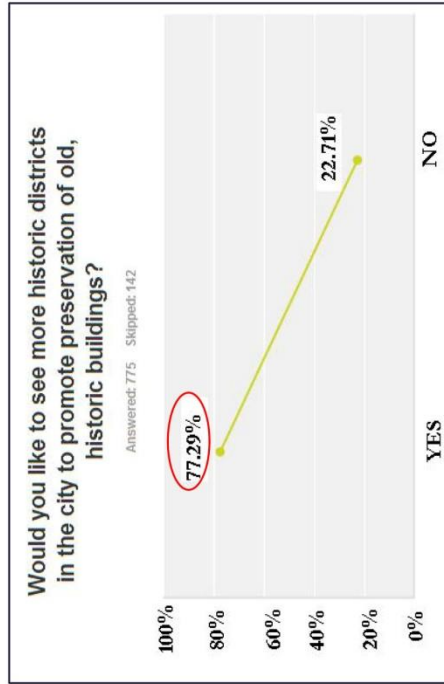 Would you like to see more historic districts
in the city to promote preservation of old,
historic buildings?
Answered: 775 Skipped: 142
100%
80%
60%
40%
20%
0%
77.29%
22.71%
YES
NO